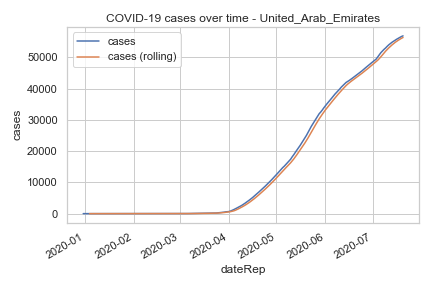 COVID-19 cases over time - United_Arab_Emirates
cases
cases (rolling)
cases
50000
40000
30000
20000
10000
0
2020-01
2020-02
2020-03
2020-04
2020-05
2020-06
2020-07
dateRep